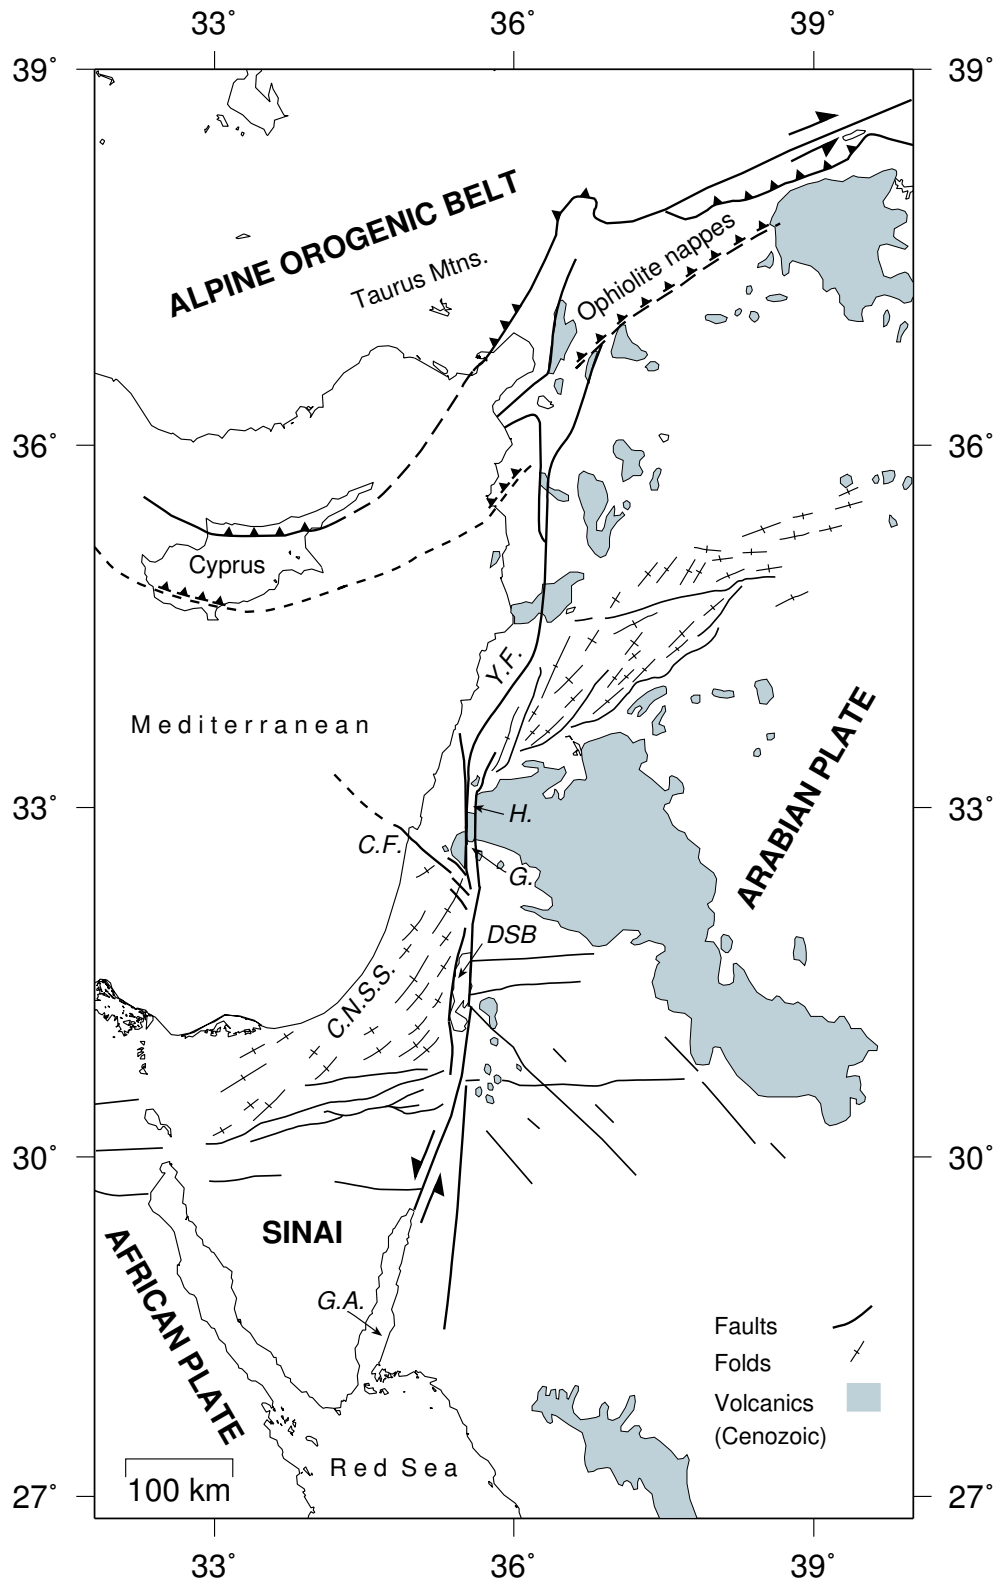 33° 36° 39°
39° 39°
ALPINE OROGENIC BELT
Taurus Mtns.
Ophiolite nappes
36° 36°
Cyprus
Y.F.
Mediterranean
ARABIAN PLATE
33° 33°
H.
C.F.
G.
DSB
C.N.S.S.
30° 30°
SINAI
AFRICAN PLATE
G.A.
Faults
Folds
Volcanics
(Cenozoic)
Red Sea
100 km
27° 27°
33° 36° 39°